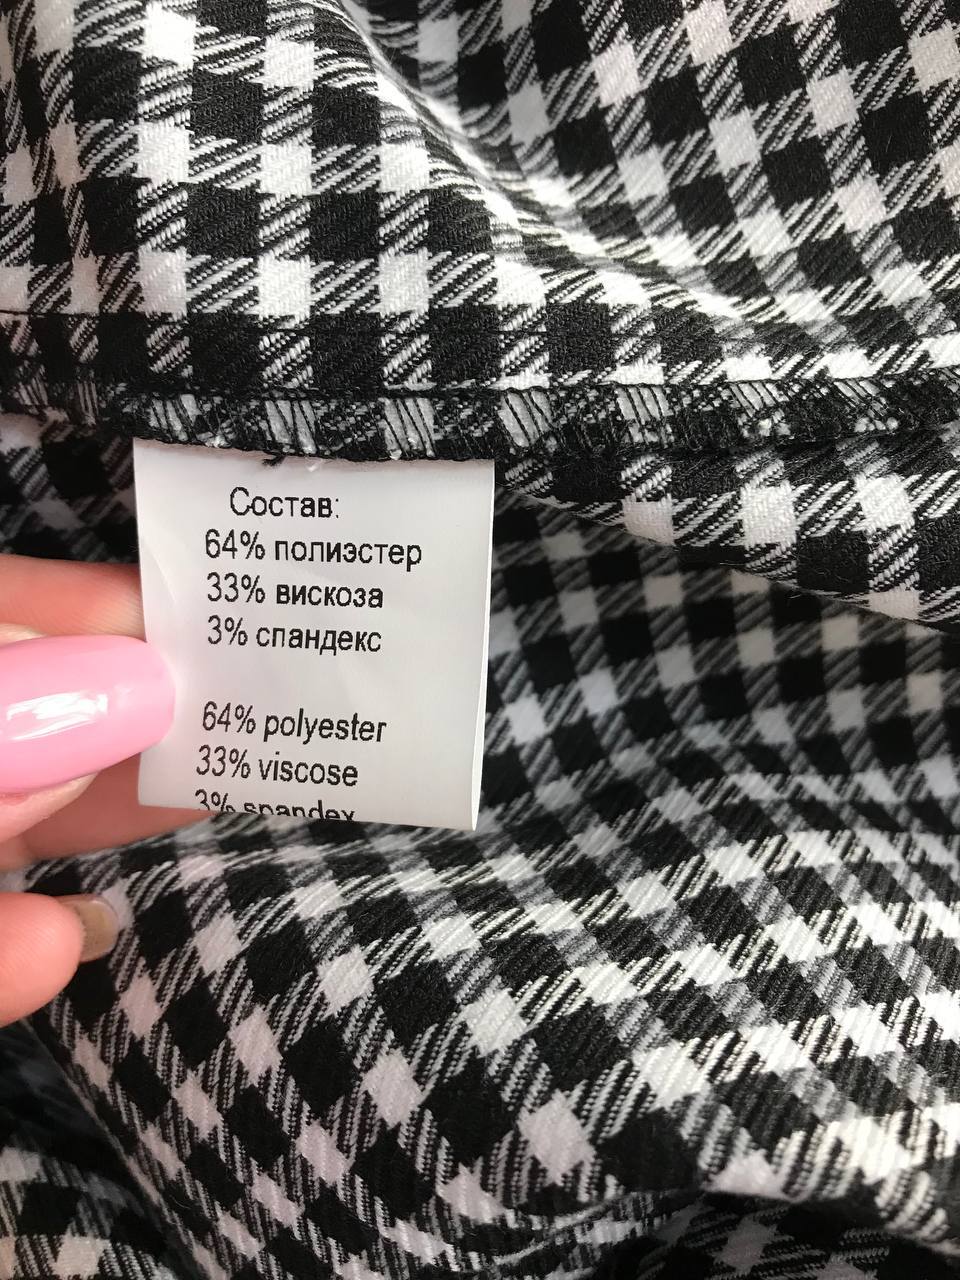 Состав:
64% полиэстер
33% вискоза
3% спандекс
64% polyester
33% viscose
3% spandex